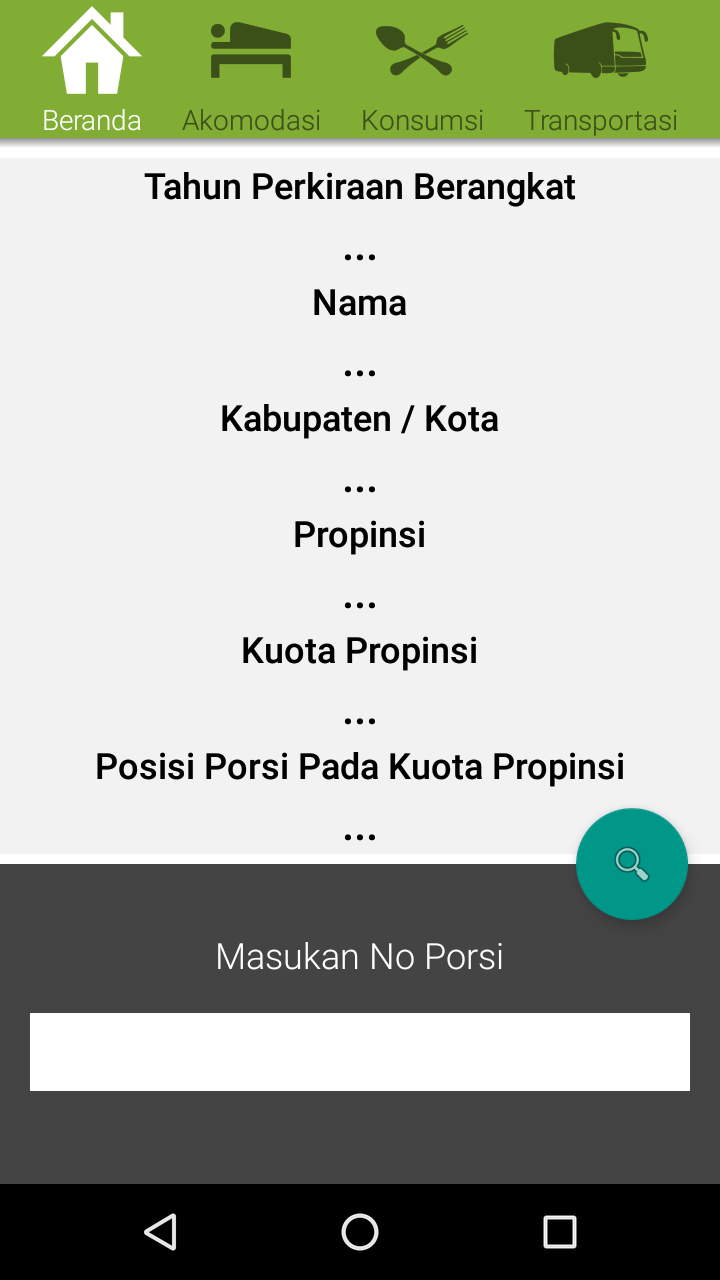 Beranda Akomodasi Konsumsi Transportasi
Tahun Perkiraan Berangkat
...
Nama
...
Kabupaten / Kota
...
Propinsi
...
Kuota Propinsi
...
Posisi Porsi Pada Kuota Propinsi
...
Masukan No Porsi